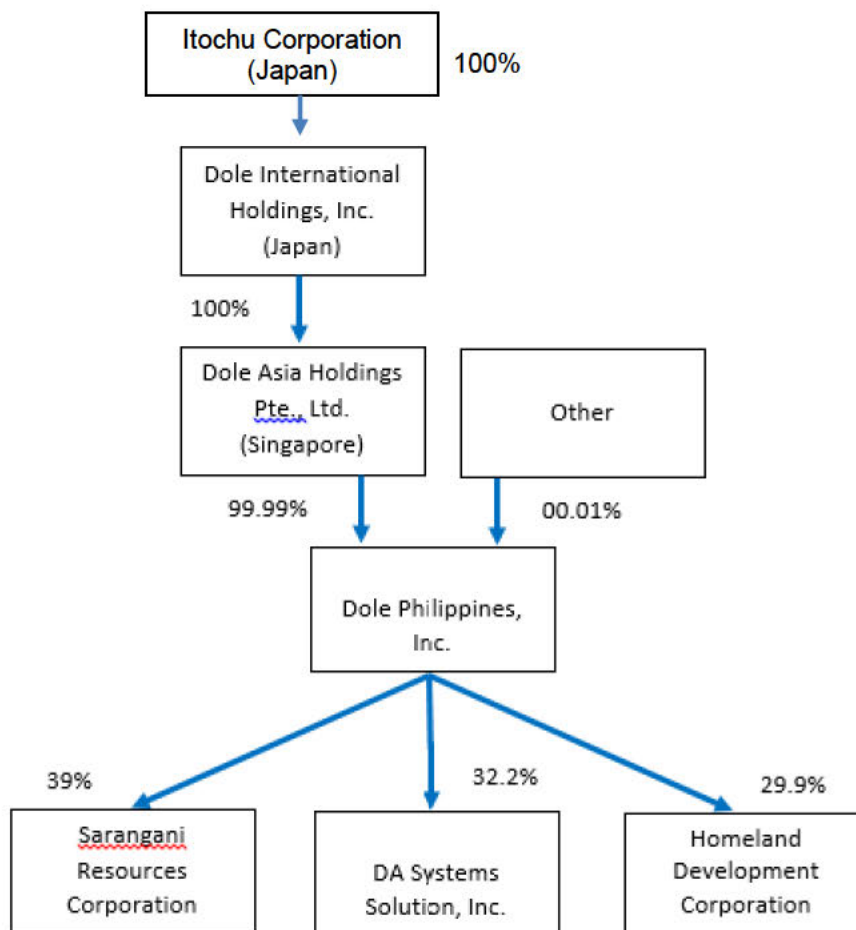 Itochu Corporation
(Japan)
100%
Dole International
Holdings, Inc.
(Japan)
100%
Dole Asia Holdings
Pte., Ltd.
(Singapore)
Other
99.99%
00.01%
Dole Philippines,
Inc.
39%
32.2%
29.9%
Sarangani
Resources
Corporation
DA Systems
Solution, Inc.
Homeland
Development
Corporation